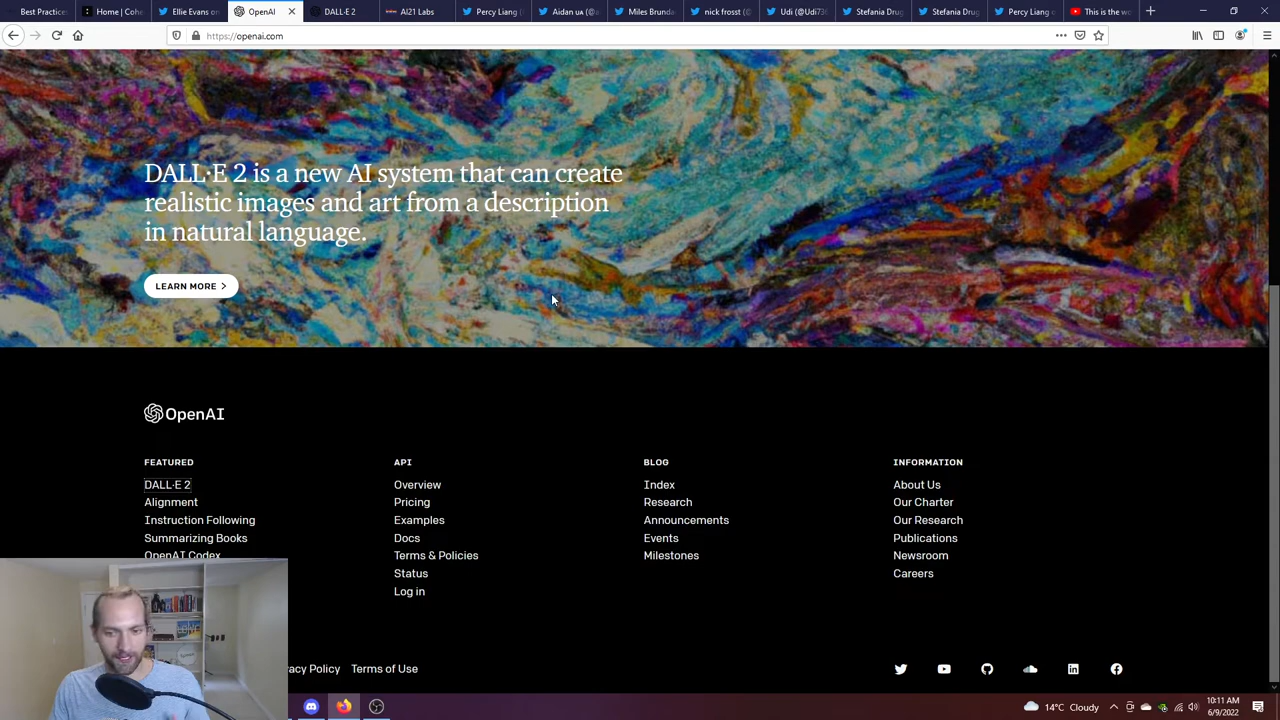 Best Practices
Home | Cohe
Ellie Evans on
OpenAI
DALL·E 2
AI21 Labs
Percy Liang (
Aidan
Miles Brunda
nick frosst (@
Udi (@Udi73
Stefania Drug
Stefania Drug
Percy Liang o
This is the wo
https://openai.com
DALL·E 2 is a new AI system that can create
realistic images and art from a description
in natural language.
LEARN MORE >
OpenAI
FEATURED
DALL·E 2
Alignment
Instruction Following
Summarizing Books
OpenAI Codex
API
Overview
Pricing
Examples
Docs
Terms & Policies
Status
Log in
BLOG
Index
Research
Announcements
Events
Milestones
INFORMATION
About Us
Our Charter
Our Research
Publications
Newsroom
Careers
vacy Policy Terms of Use
14°C Cloudy
10:11 AM
6/9/2022